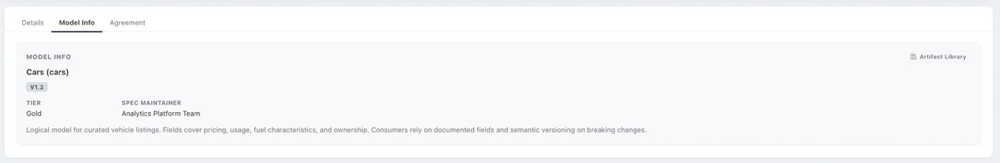 Details Model Info Agreement
MODEL INFO Artifact Library
Cars (cars)
V1.2
TIER SPEC MAINTAINER
Gold Analytics Platform Team
Logical model for curated vehicle listings. Fields cover pricing, usage, fuel characteristics, and ownership. Consumers rely on documented fields and semantic versioning on breaking changes.